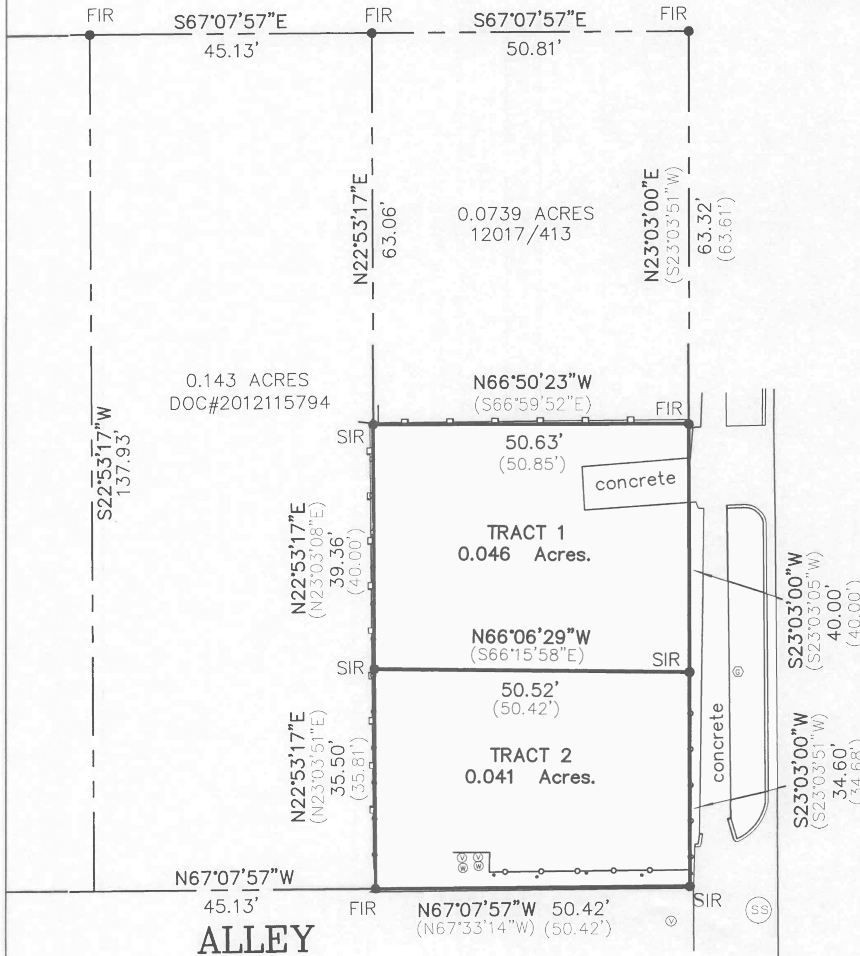 FIR
S67°07'57"E
45.13'
FIR
S67°07'57"E
50.81'
FIR
N22°53'17"E
63.06'
0.0739 ACRES
12017/413
N23°03'00"E
(S23°03'51"W)
63.32'
(63.61')
0.143 ACRES
DOC#2012115794
S22°53'17"W
137.93'
N66°50'23"W
(S66°59'52"E)
FIR
SIR
50.63'
(50.85')
concrete
TRACT 1
0.046 Acres.
N22°53'17"E
(N23°03'08"E)
39.36'
(40.00')
S23°03'00"W
(S23°03'05"W)
40.00'
(40.00')
N66°06'29"W
(S66°15'58"E)
SIR
SIR
50.52'
(50.42')
G
TRACT 2
0.041 Acres.
N22°53'17"E
(N23°03'51"E)
35.50'
(35.81')
concrete
S23°03'00"W
(S23°03'51"W)
34.60'
(34.68')
V V
W W
N67°07'57"W
45.13'
FIR
N67°07'57"W 50.42'
(N67°33'14"W) (50.42')
SIR
SS
V
ALLEY